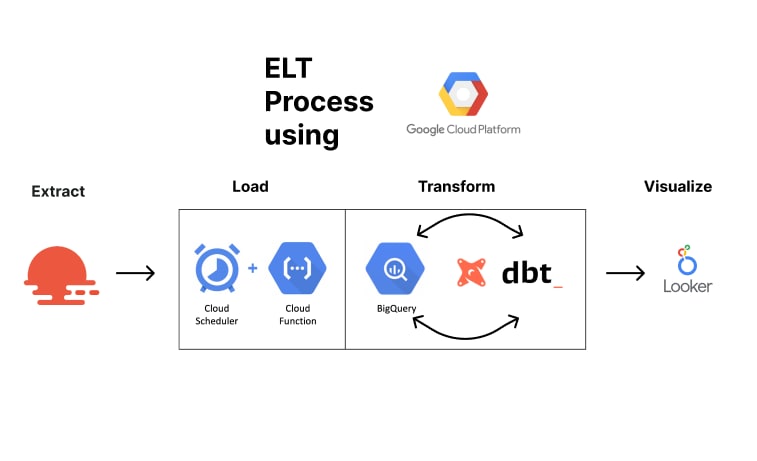 ELT
Process
using
Google Cloud Platform
Extract
Load
Transform
Visualize
Cloud
Scheduler
+
Cloud
Function
BigQuery
dbt_
Looker